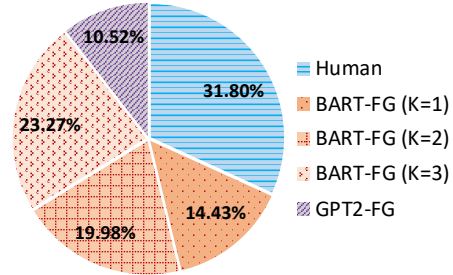 10.52%
31.80%
23.27%
14.43%
19.98%
Human
BART-FG (K=1)
BART-FG (K=2)
BART-FG (K=3)
GPT2-FG